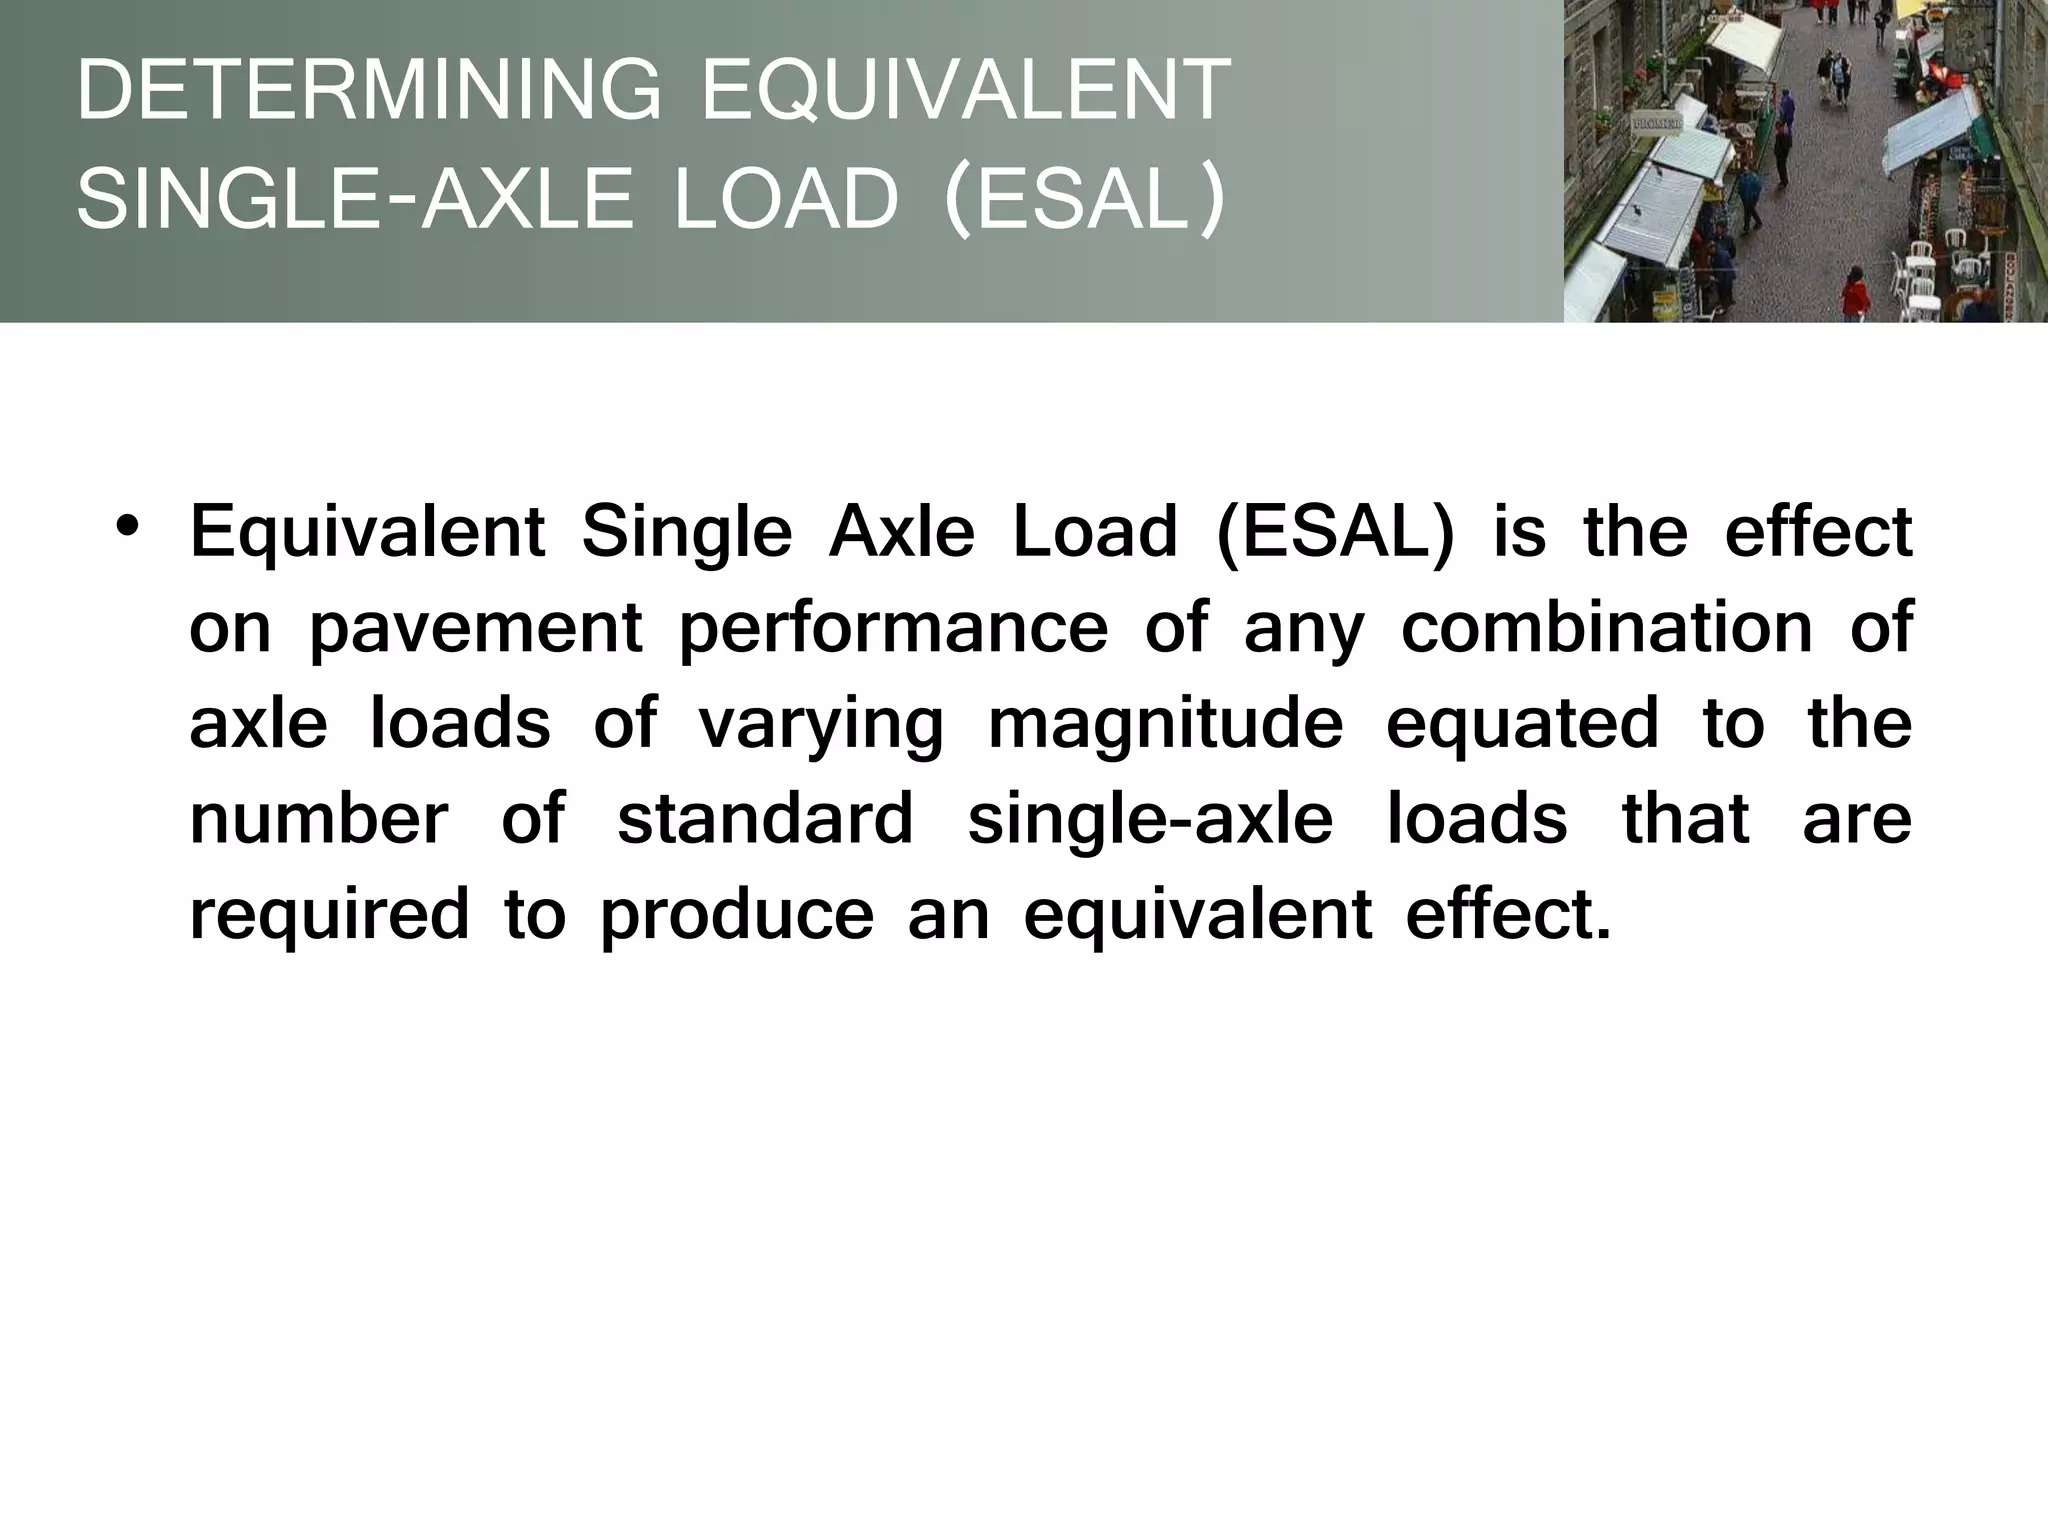 DETERMINING EQUIVALENT
SINGLE-AXLE LOAD (ESAL)
• Equivalent Single Axle Load (ESAL) is the effect
on pavement performance of any combination of
axle loads of varying magnitude equated to the
number of standard single-axle loads that are
required to produce an equivalent effect.